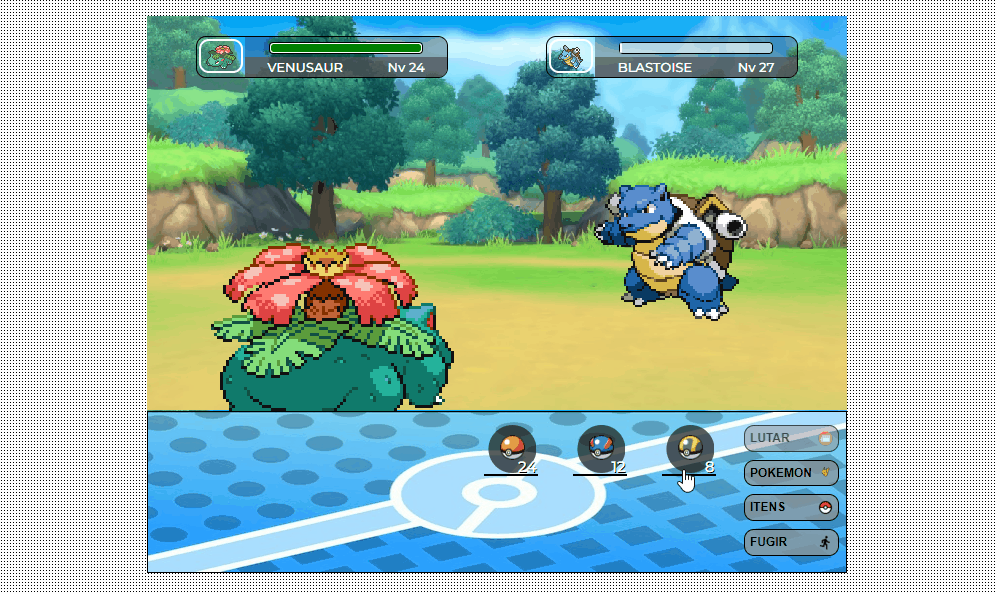 VENUSAUR Nv 24
BLASTOISE Nv 27
24
12
8
LUTAR
POKEMON
ITENS
FUGIR